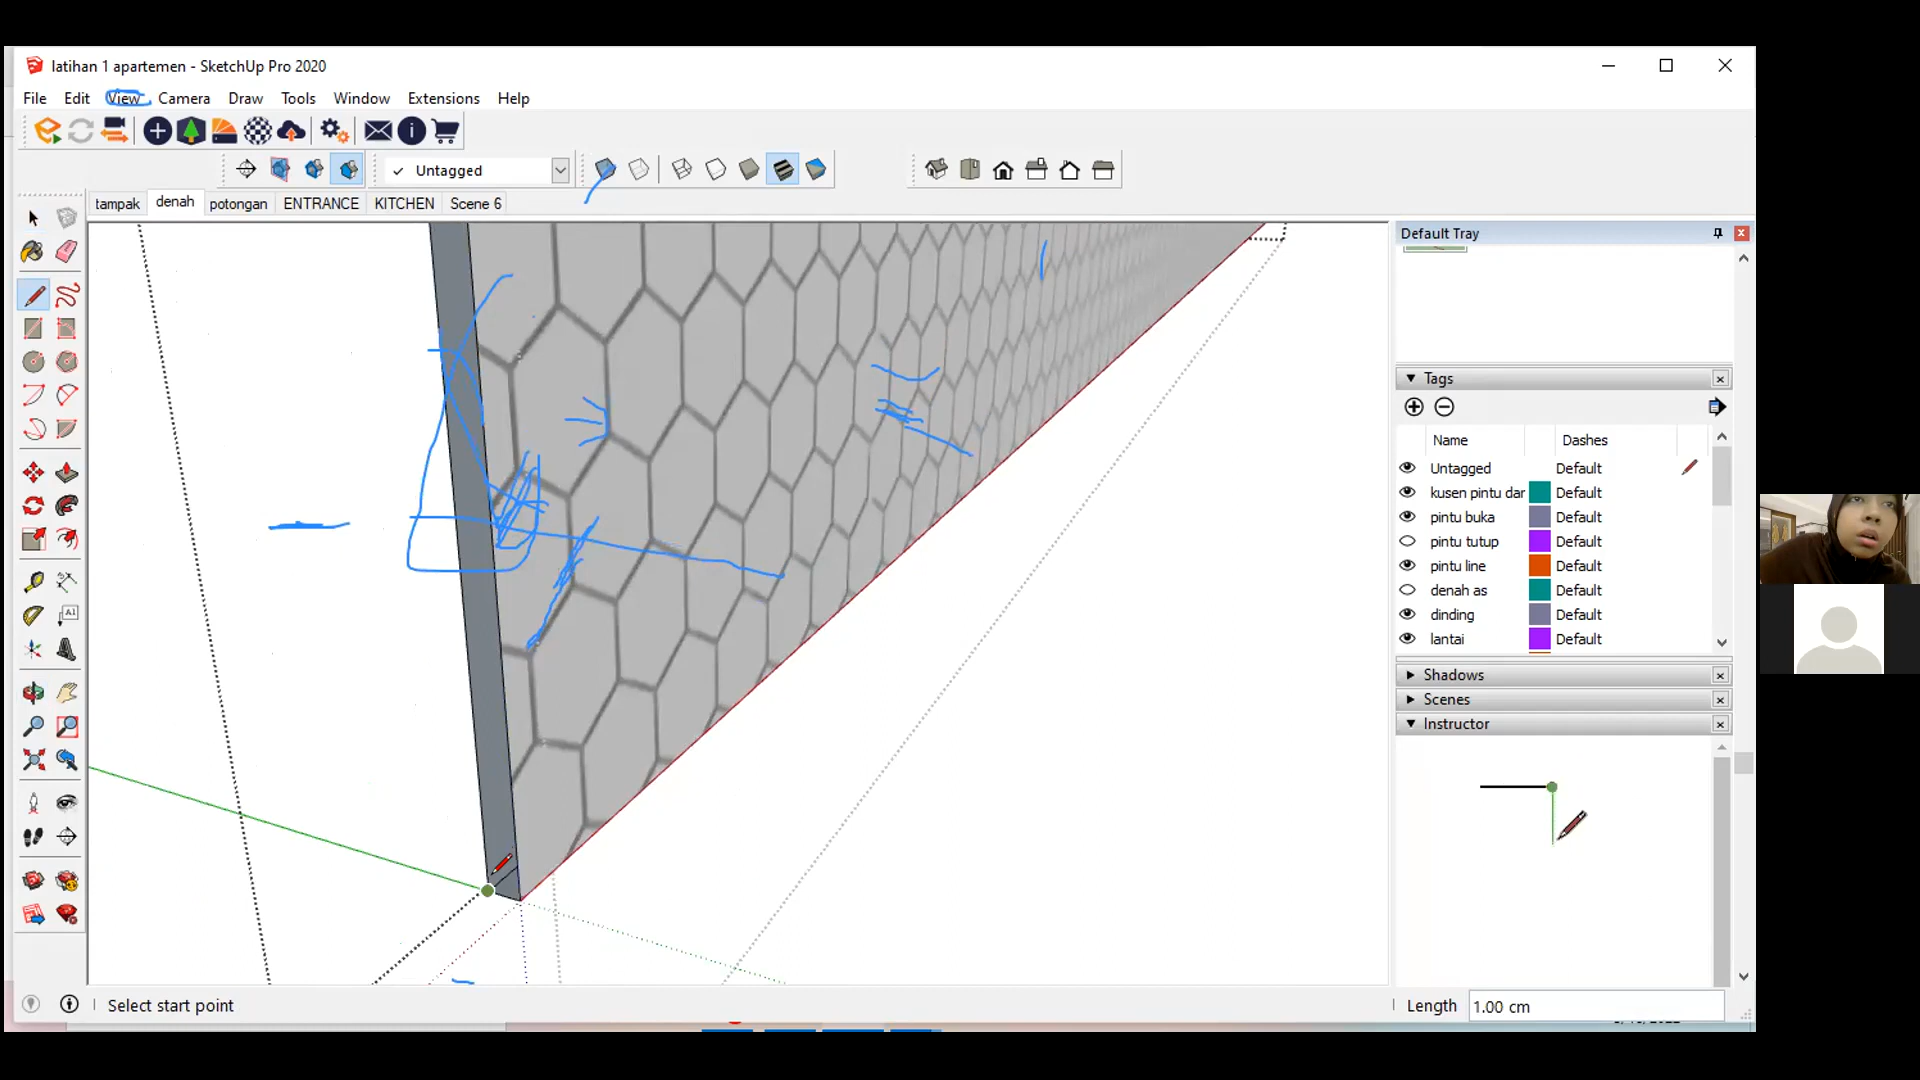 latihan 1 apartemen - SketchUp Pro 2020
File Edit View Camera Draw Tools Window Extensions Help
Untagged
tampak denah potongan ENTRANCE KITCHEN Scene 6
Default Tray
Tags
Name Dashes
Untagged Default
kusen pintu dar Default
pintu buka Default
pintu tutup Default
pintu line Default
denah as Default
dinding Default
lantai Default
Shadows
Scenes
Instructor
A1
Select start point
Length 1.00 cm